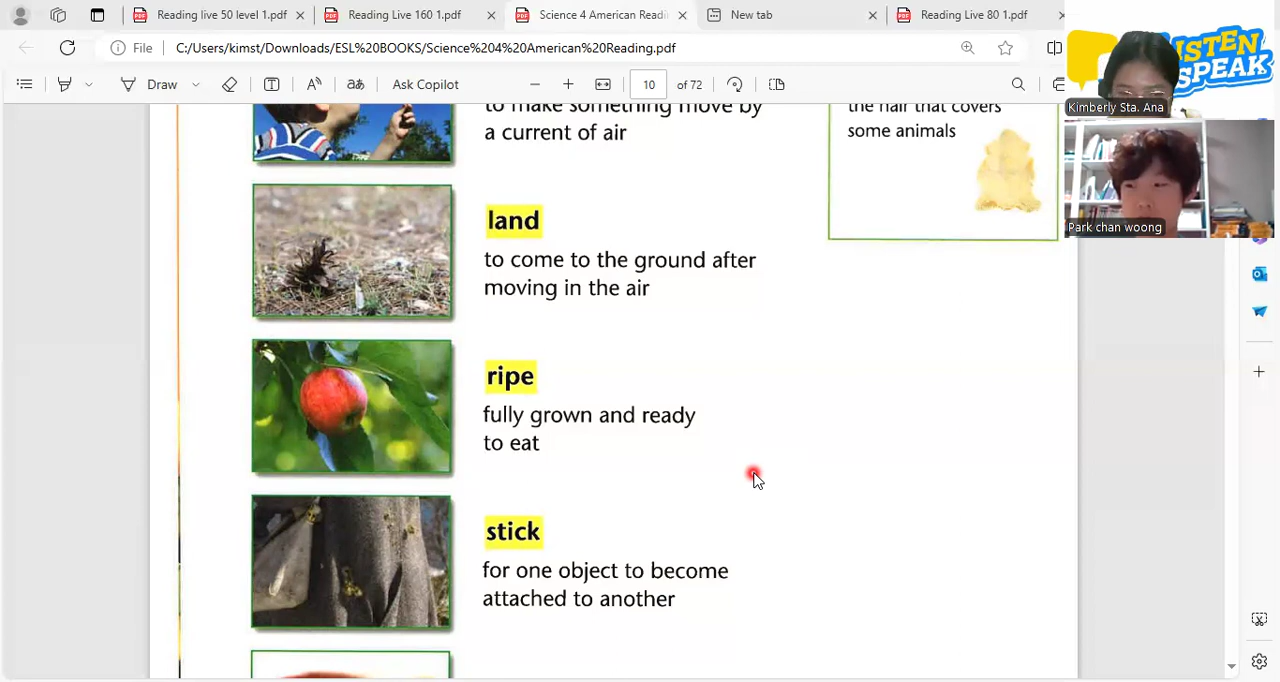 Reading live 50 level 1.pdf
Reading Live 160 1.pdf
Science 4 American Readi
New tab
Reading Live 80 1.pdf
File
C:/Users/kimst/Downloads/ESL%20BOOKS/Science%204%20American%20Reading.pdf
Draw
Ask Copilot
10
of 72
LISTEN
SPEAK
Kimberly Sta. Ana
Park chan woong
to make something move by
a current of air
the hair that covers
some animals
land
to come to the ground after
moving in the air
ripe
fully grown and ready
to eat
stick
for one object to become
attached to another